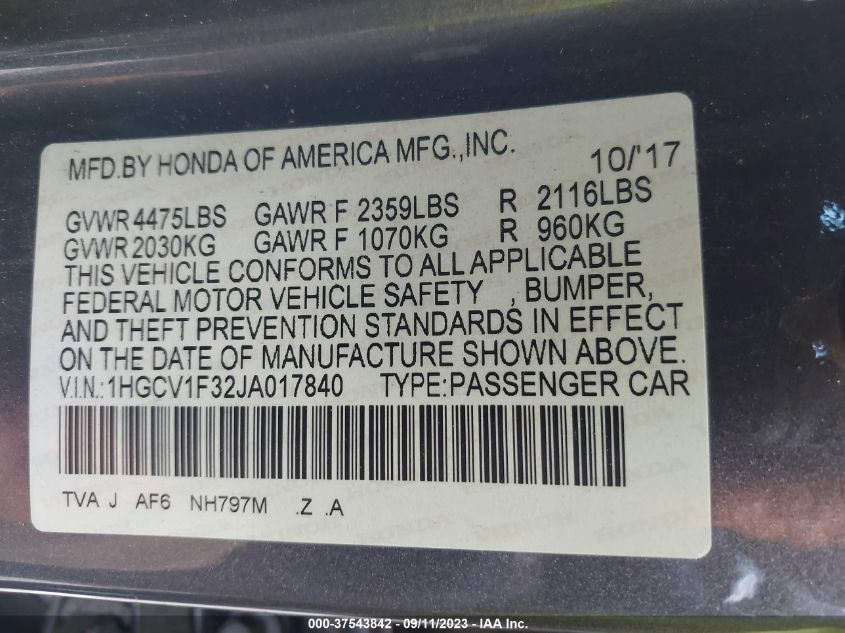 MFD.BY HONDA OF AMERICA MFG.,INC. 10/'17
GVWR 4475LBS GAWR F 2359LBS R 2116LBS
GVWR 2030KG GAWR F 1070KG R 960KG
THIS VEHICLE CONFORMS TO ALL APPLICABLE
FEDERAL MOTOR VEHICLE SAFETY , BUMPER,
AND THEFT PREVENTION STANDARDS IN EFFECT
ON THE DATE OF MANUFACTURE SHOWN ABOVE.
V.I.N.:1HGCV1F32JA017840 TYPE:PASSENGER CAR
TVA J AF6 NH797M .Z .A
000-37543842 - 09/11/2023 - IAA Inc.